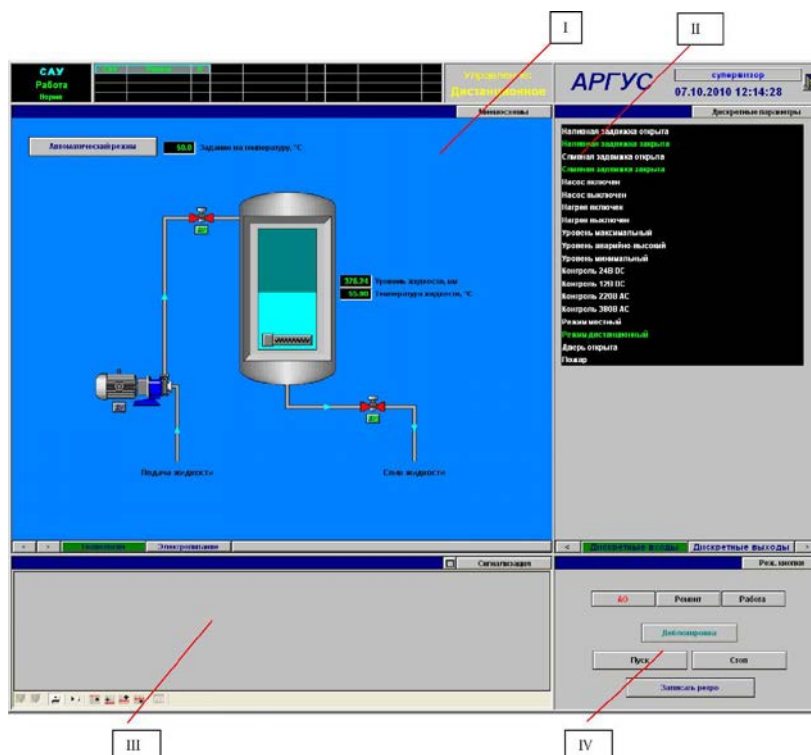 I
II
САУ
Работа
Норма
Управление
Дистанционное
АРГУС
супервизор
07.10.2010 12:14:28
Мнемосхемы
Дискретные параметры
Автоматический режим
50.0 Задание на температуру, °С
Наливная задвижка открыта
Наливная задвижка закрыта
Сливная задвижка открыта
Сливная задвижка закрыта
Насос включен
Насос выключен
Нагрев включен
Нагрев выключен
Уровень максимальный
Уровень аварийно-высокий
Уровень минимальный
Контроль 24В DC
Контроль 12В DC
Контроль 220В AC
Контроль 380В AC
Режим местный
Режим дистанционный
Дверь открыта
Пожар
ДУ
376.24 Уровень жидкости, мм
55.90 Температура жидкости, °С
ДУ
ДУ
Подача жидкости
Слив жидкости
Технология
Электропитание
Дискретные входы
Дискретные выходы
Сигнализация
Реж. кнопки
АО
Ремонт
Работа
Деблокировка
Пуск
Стоп
Записать ретро
III
IV